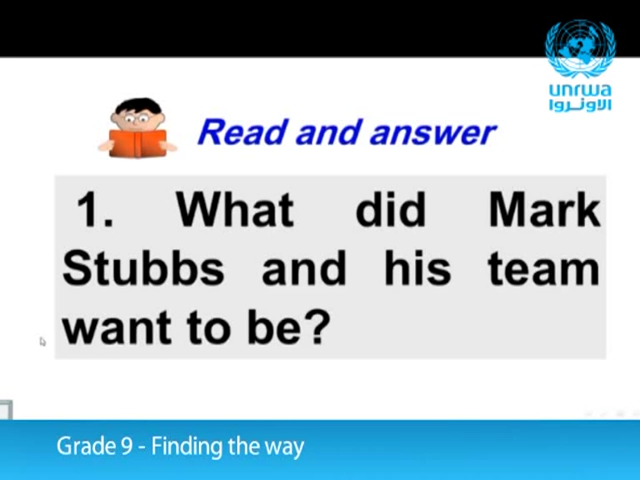 unrwa
الأونروا
Read and answer
1. What did Mark
Stubbs and his team
want to be?
Grade 9 - Finding the way